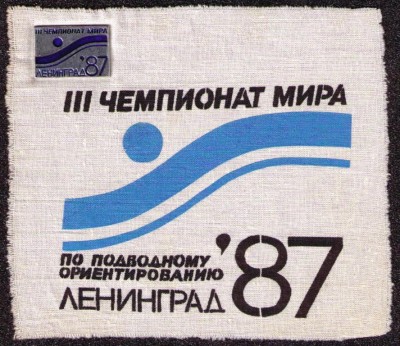 III ЧЕМПИОНАТ МИРА
ЛЕНИНГРАД '87
III ЧЕМПИОНАТ МИРА
ПО ПОДВОДНОМУ
ОРИЕНТИРОВАНИЮ
ЛЕНИНГРАД '87